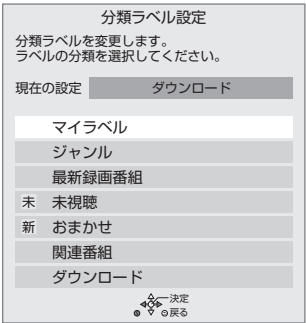 分類ラベル設定
分類ラベルを変更します。
ラベルの分類を選択してください。
現在の設定 ダウンロード
マイラベル
ジャンル
最新録画番組
未 未視聴
新 おまかせ
関連番組
ダウンロード
決定
戻る